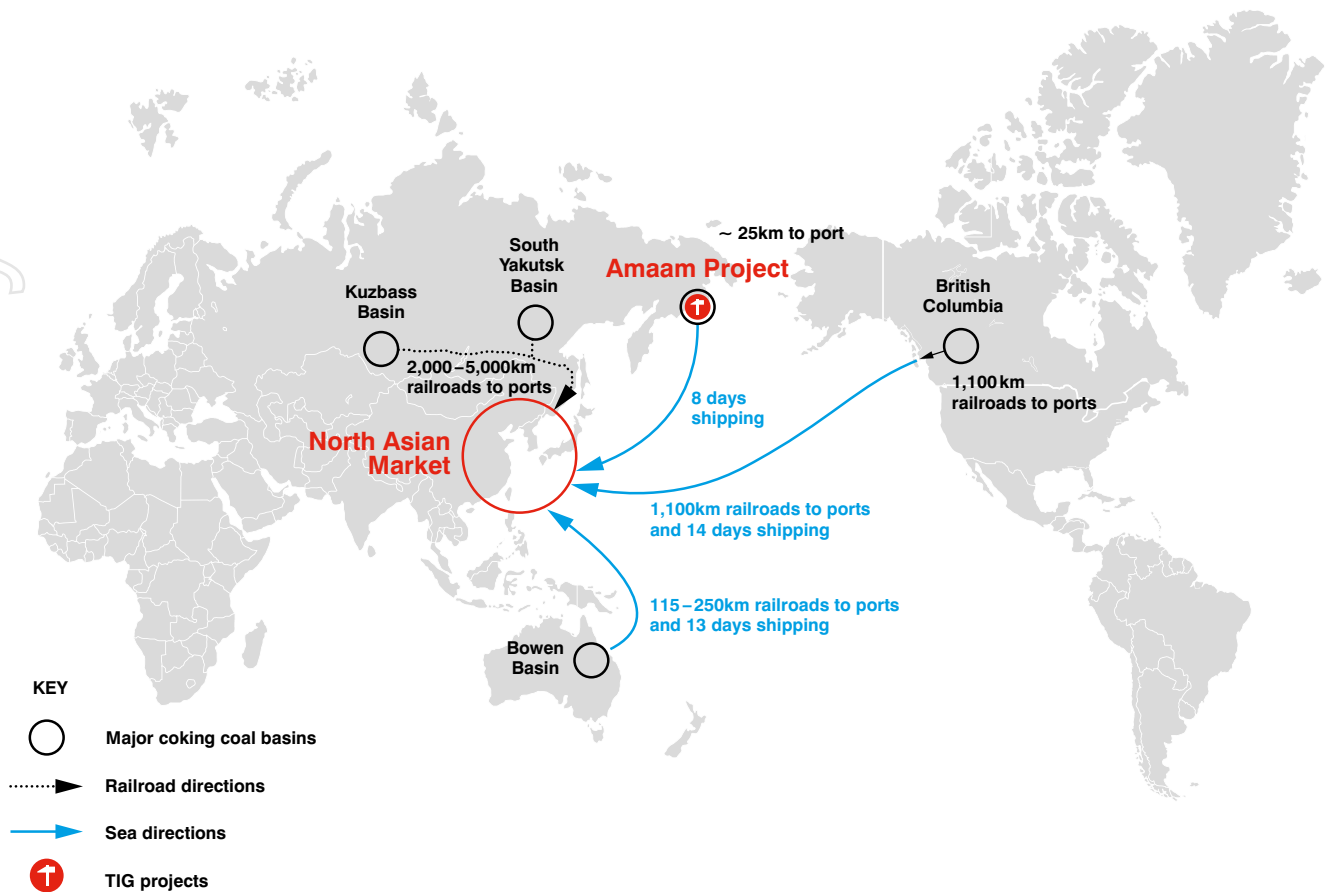 ~ 25km to port
South
Yakutsk
Basin
Amaam Project
Kuzbass
Basin
British
Columbia
2,000–5,000km
railroads to ports
1,100km
railroads to ports
8 days
shipping
North Asian
Market
1,100km railroads to ports
and 14 days shipping
115–250km railroads to ports
and 13 days shipping
Bowen
Basin
KEY
Major coking coal basins
Railroad directions
Sea directions
TIG projects